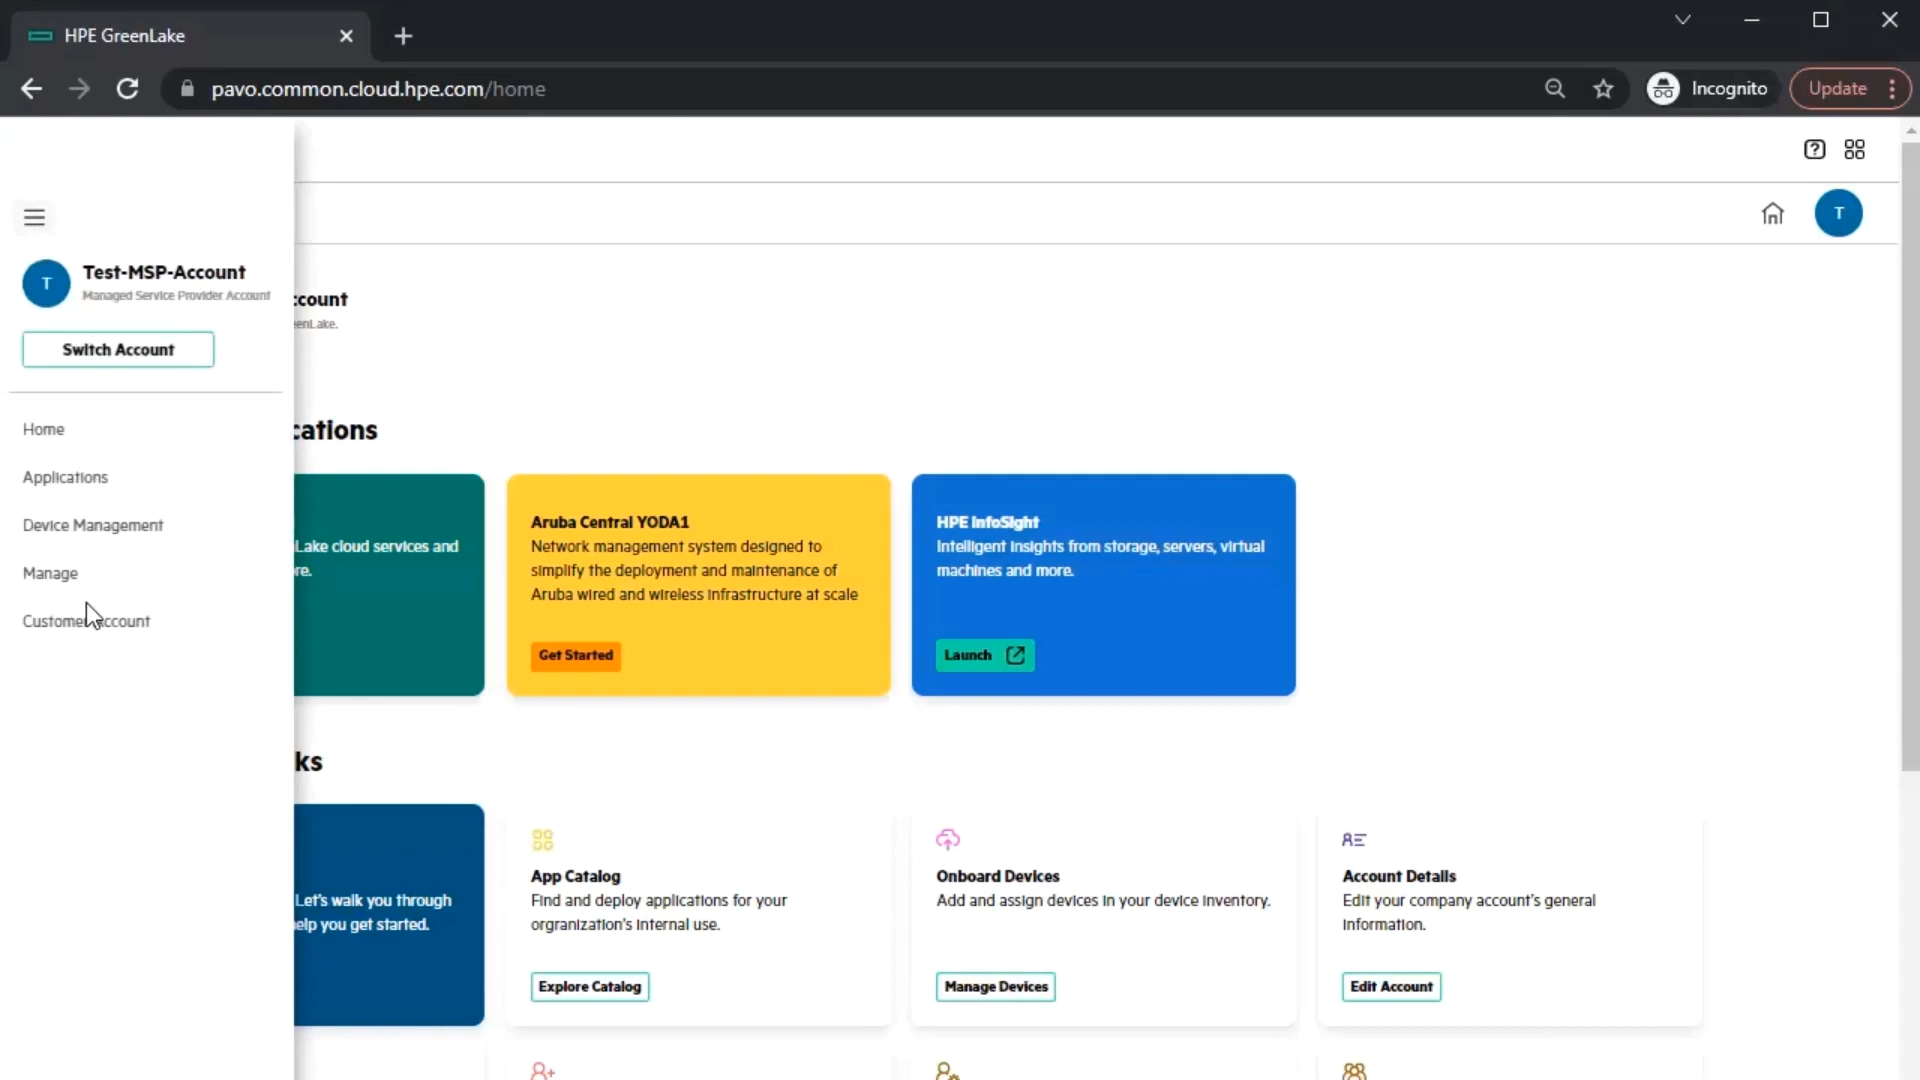 HPE GreenLake
pavo.common.cloud.hpe.com/home
Incognito
Update
T
T
Test-MSP-Account
Managed Service Provider Account
Switch Account
Home
Applications
Device Management
Manage
Customer Account
ccount
enLake.
cations
Lake cloud services and
re.
Aruba Central YODA1
Network management system designed to
simplify the deployment and maintenance of
Aruba wired and wireless infrastructure at scale
Get Started
HPE InfoSight
Intelligent insights from storage, servers, virtual
machines and more.
Launch
ks
Let's walk you through
elp you get started.
App Catalog
Find and deploy applications for your
orgranization's internal use.
Explore Catalog
Onboard Devices
Add and assign devices in your device inventory.
Manage Devices
Account Details
Edit your company account's general
information.
Edit Account